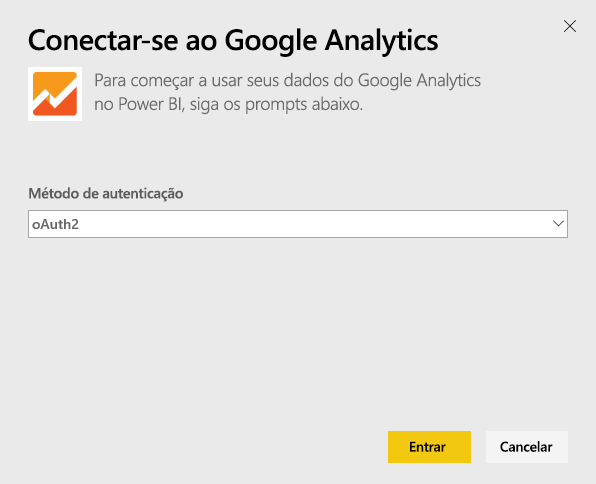 Conectar-se ao Google Analytics
Para começar a usar seus dados do Google Analytics
no Power BI, siga os prompts abaixo.
Método de autenticação
oAuth2
Entrar
Cancelar